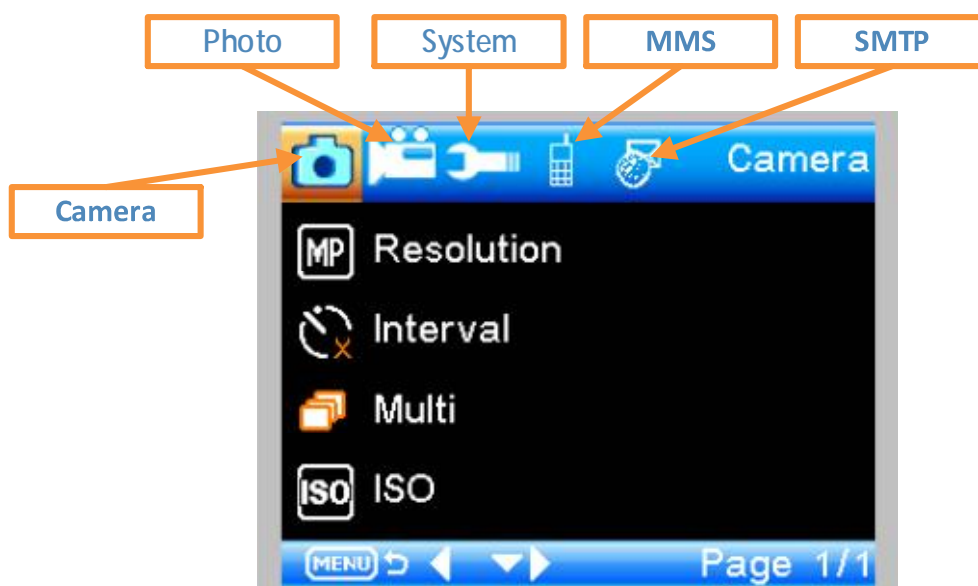 Photo System MMS SMTP
Camera
Camera
MP Resolution
Interval
Multi
ISO ISO
MENU Page 1/1